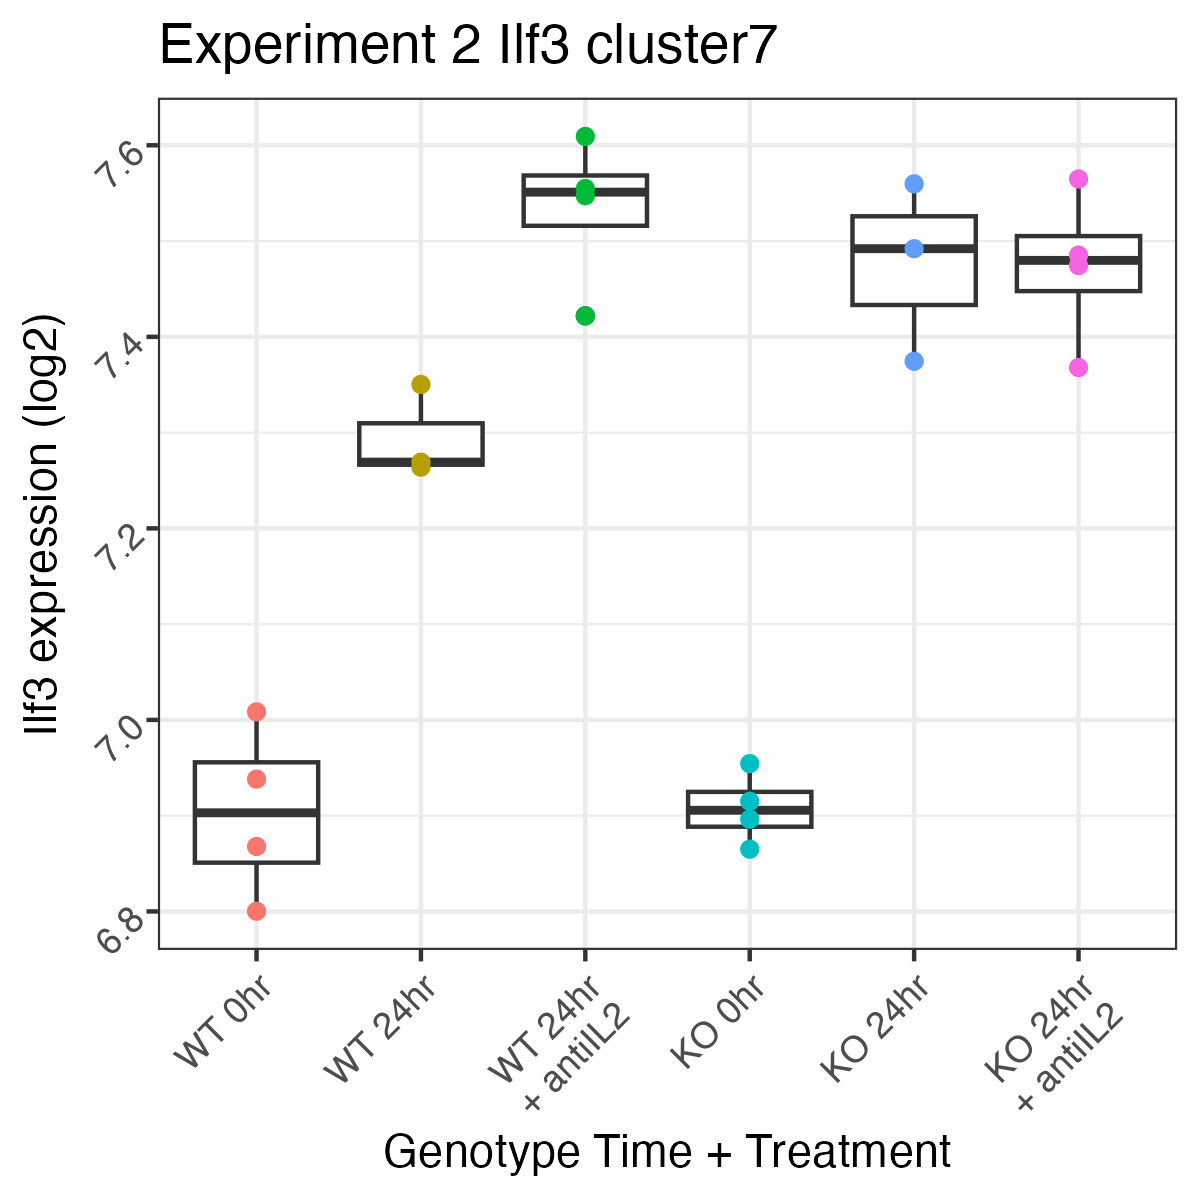 Experiment 2 Ilf3 cluster7
Ilf3 expression (log2)
7.6
7.4
7.2
7.0
6.8
WT 0hr
WT 24hr
WT 24hr
+ antiIL2
KO 0hr
KO 24hr
KO 24hr
+ antiIL2
Genotype Time + Treatment